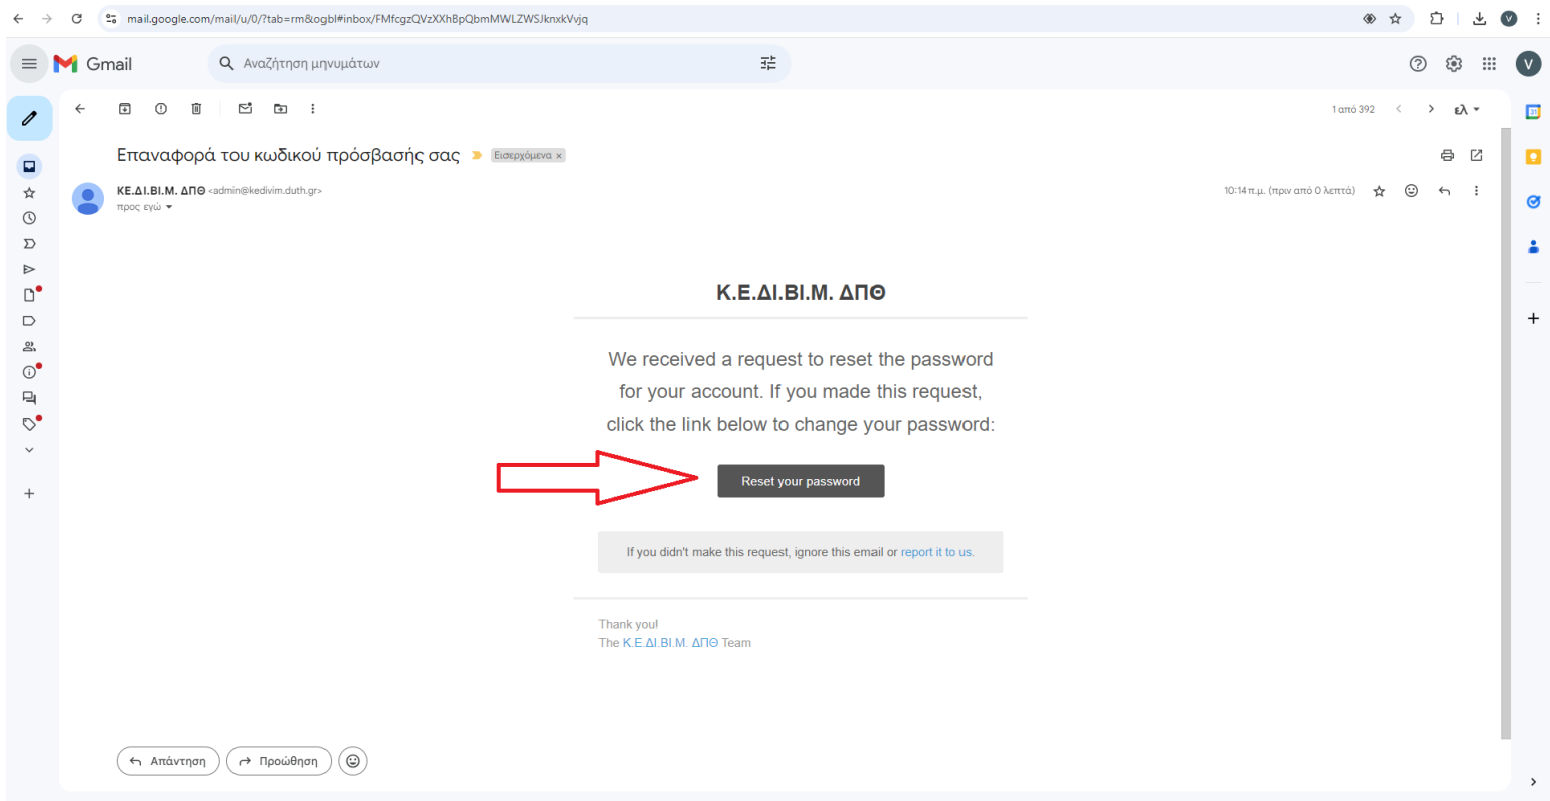 mail.google.com/mail/u/0/?tab=rm&ogbl#inbox/FMfcgzQVzXXhBpQbmMWLZWSJknxkVvjq
V
Gmail
Αναζήτηση μηνυμάτων
V
1 από 392
ελ
31
Επαναφορά του κωδικού πρόσβασής σας
Εισερχόμενα ×
ΚΕ.ΔΙ.ΒΙ.Μ. ΔΠΘ <admin@kedivim.duth.gr>
10:14 π.μ. (πριν από 0 λεπτά)
προς εγώ
Κ.Ε.ΔΙ.ΒΙ.Μ. ΔΠΘ
We received a request to reset the password
for your account. If you made this request,
click the link below to change your password:
Reset your password
If you didn't make this request, ignore this email or report it to us.
Thank you!
The Κ.Ε.ΔΙ.ΒΙ.Μ. ΔΠΘ Team
Απάντηση
Προώθηση